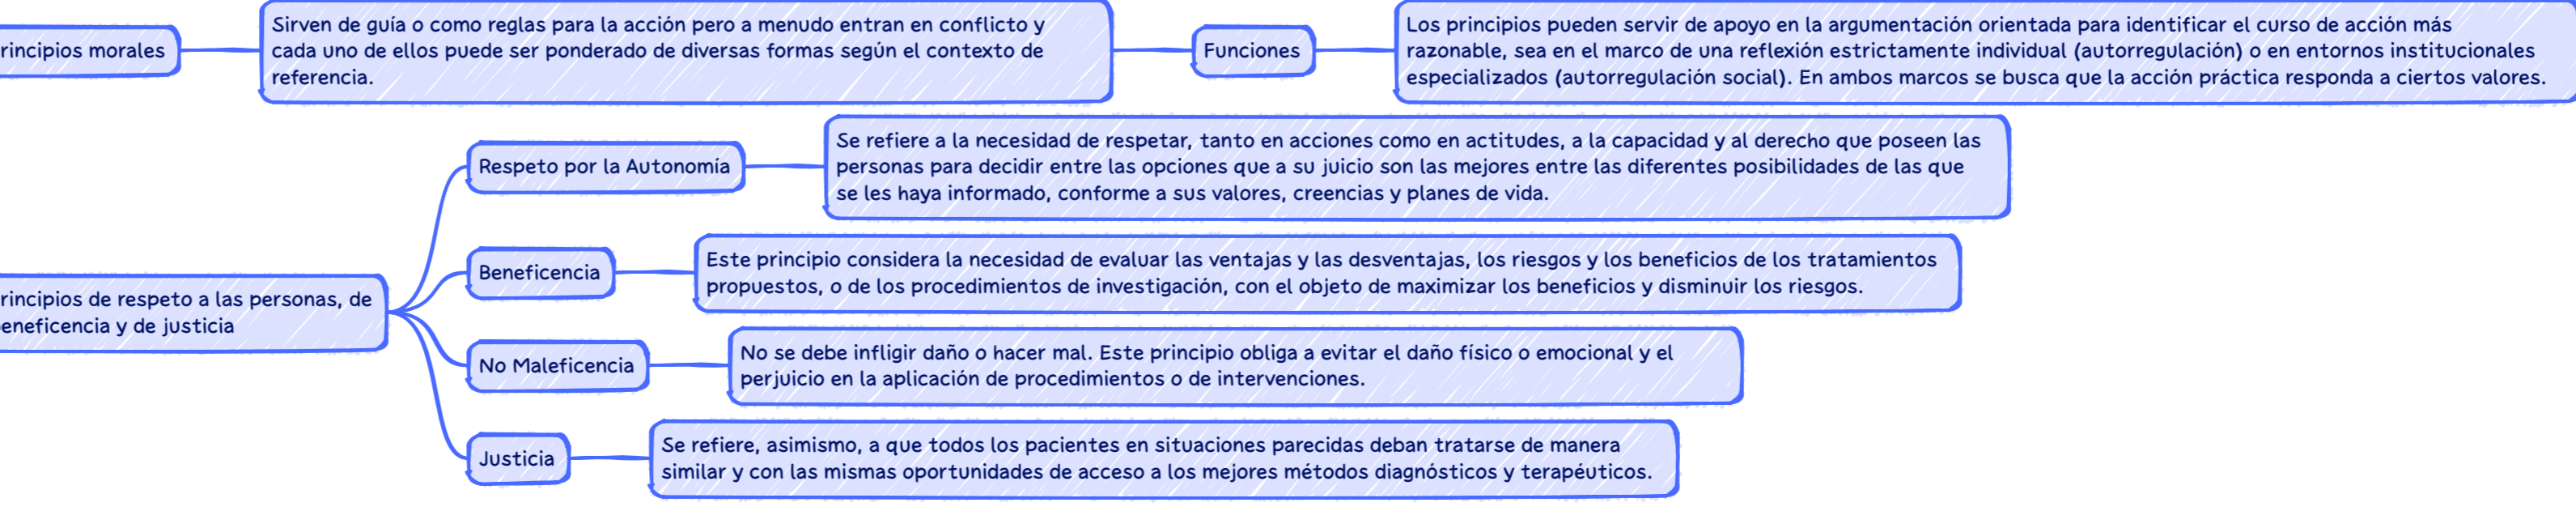 rincipios morales
Sirven de guía o como reglas para la acción pero a menudo entran en conflicto y
cada uno de ellos puede ser ponderado de diversas formas según el contexto de
referencia.
Funciones
Los principios pueden servir de apoyo en la argumentación orientada para identificar el curso de acción más
razonable, sea en el marco de una reflexión estrictamente individual (autorregulación) o en entornos institucionales
especializados (autorregulación social). En ambos marcos se busca que la acción práctica responda a ciertos valores.
rincipios de respeto a las personas, de
eneficencia y de justicia
Respeto por la Autonomía
Se refiere a la necesidad de respetar, tanto en acciones como en actitudes, a la capacidad y al derecho que poseen las
personas para decidir entre las opciones que a su juicio son las mejores entre las diferentes posibilidades de las que
se les haya informado, conforme a sus valores, creencias y planes de vida.
Beneficencia
Este principio considera la necesidad de evaluar las ventajas y las desventajas, los riesgos y los beneficios de los tratamientos
propuestos, o de los procedimientos de investigación, con el objeto de maximizar los beneficios y disminuir los riesgos.
No Maleficencia
No se debe infligir daño o hacer mal. Este principio obliga a evitar el daño físico o emocional y el
perjuicio en la aplicación de procedimientos o de intervenciones.
Justicia
Se refiere, asimismo, a que todos los pacientes en situaciones parecidas deban tratarse de manera
similar y con las mismas oportunidades de acceso a los mejores métodos diagnósticos y terapéuticos.